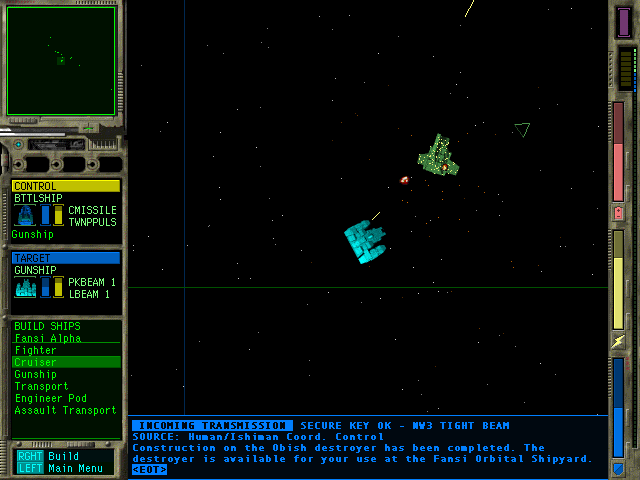 CONTROL
BTTLSHIP
CMISSILE
TWNPPULS
Gunship
TARGET
GUNSHIP
PKBEAM 1
LBEAM 1
BUILD SHIPS
Fansi Alpha
Fighter
Cruiser
Gunship
Transport
Engineer Pod
Assault Transport
RGHT Build
LEFT Main Menu
INCOMING TRANSMISSION SECURE KEY OK - NW3 TIGHT BEAM
SOURCE: Human/Ishiman Coord. Control
Construction on the Obish destroyer has been completed. The
destroyer is available for your use at the Fansi Orbital Shipyard.
<EOT>